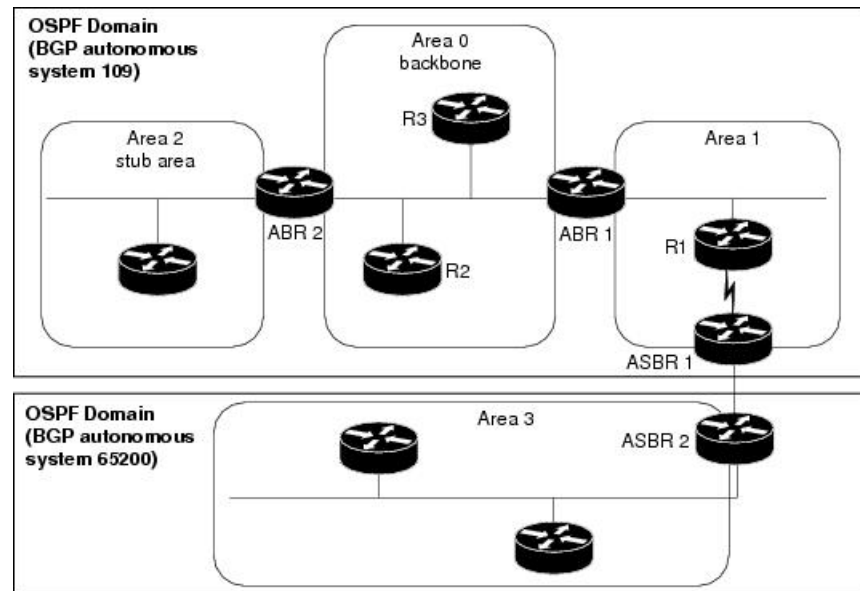 OSPF Domain
(BGP autonomous
system 109)
Area 0
backbone
R3
Area 2
stub area
Area 1
ABR 2
ABR 1
R1
R2
ASBR 1
OSPF Domain
(BGP autonomous
system 65200)
Area 3
ASBR 2